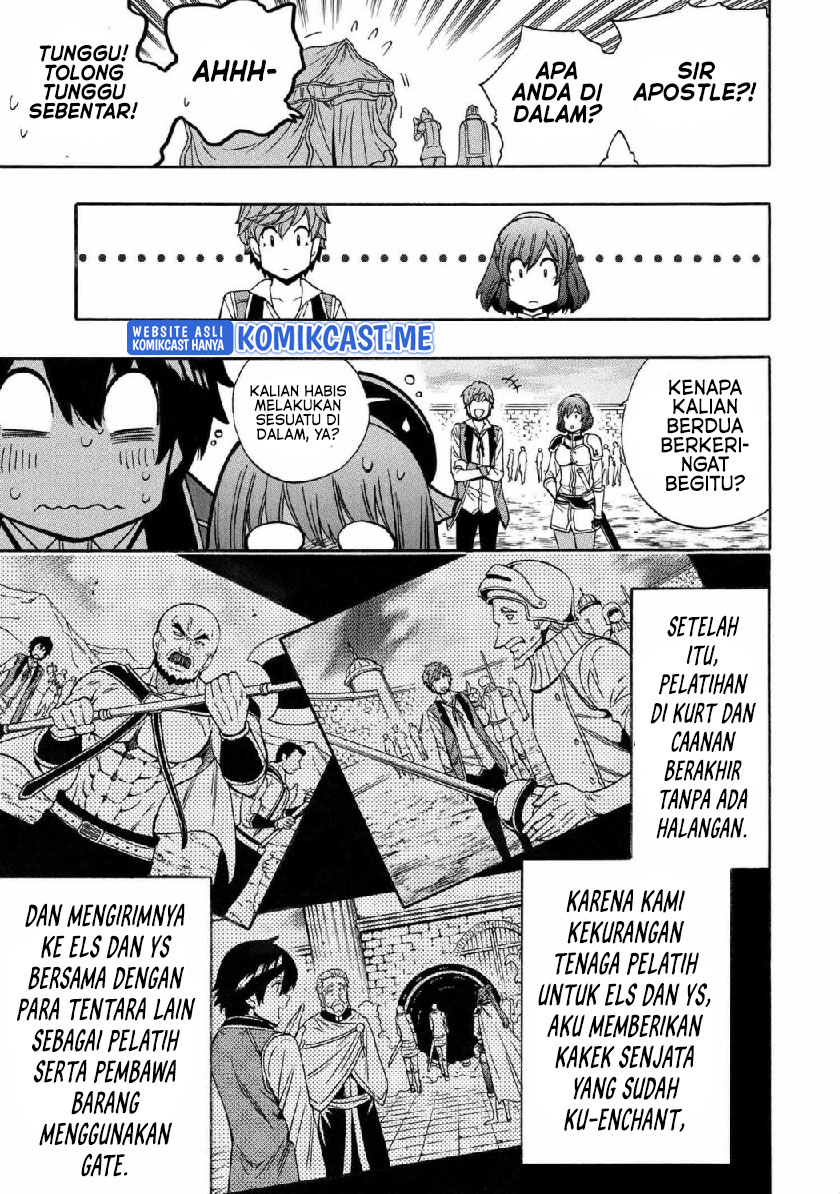 SIR
APOSTLE?!
APA
ANDA DI
DALAM?
AHHH-
TUNGGU!
TOLONG
TUNGGU
SEBENTAR!
WEBSITE ASLI
KOMIKCAST HANYA
KOMIKCAST.ME
KENAPA
KALIAN
BERDUA
BERKERI-
NGAT
BEGITU?
KALIAN HABIS
MELAKUKAN
SESUATU DI
DALAM, YA?
SETELAH
ITU,
PELATIHAN
DI KURT DAN
CAANAN
BERAKHIR
TANPA ADA
HALANGAN.
KARENA KAMI
KEKURANGAN
TENAGA PELATIH
UNTUK ELS DAN YS,
AKU MEMBERIKAN
KAKEK SENJATA
YANG SUDAH
KU-ENCHANT,
DAN MENGIRIMNYA
KE ELS DAN YS
BERSAMA DENGAN
PARA TENTARA LAIN
SEBAGAI PELATIH
SERTA PEMBAWA
BARANG
MENGGUNAKAN
GATE.